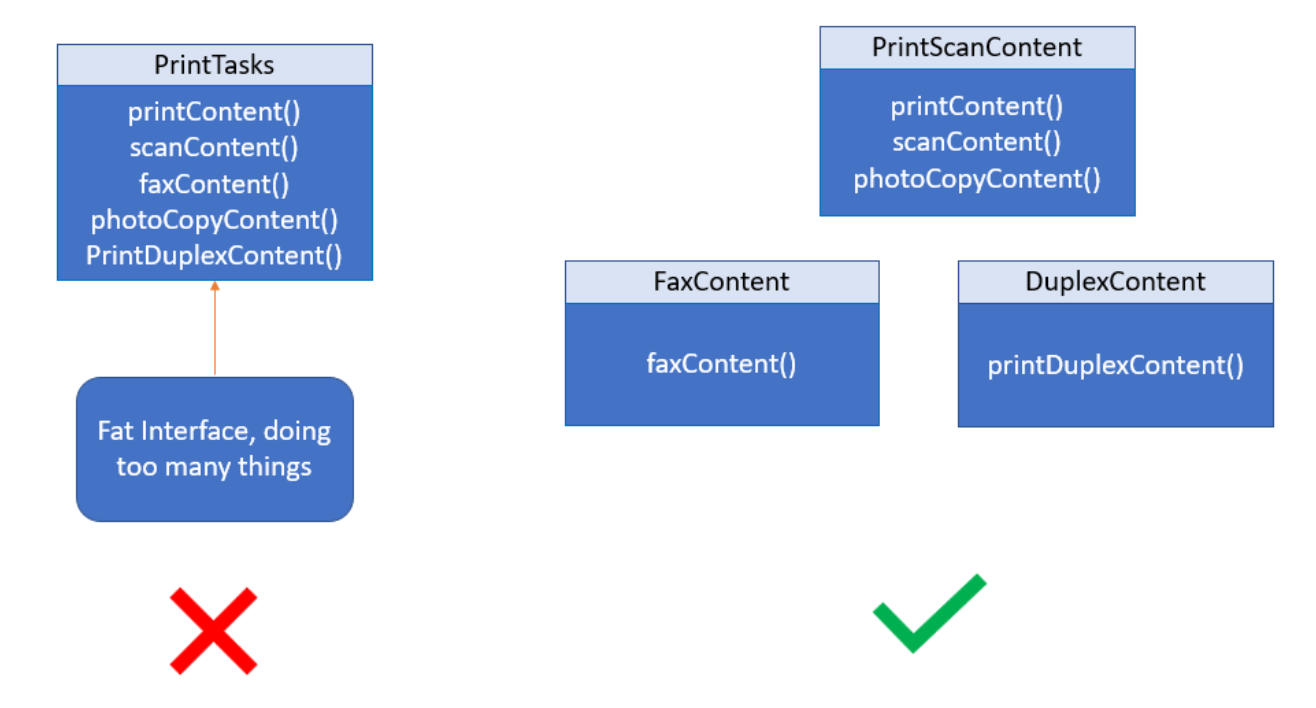 PrintTasks
printContent()
scanContent()
faxContent()
photoCopyContent()
PrintDuplexContent()
Fat Interface, doing
too many things
PrintScanContent
printContent()
scanContent()
photoCopyContent()
FaxContent
faxContent()
DuplexContent
printDuplexContent()